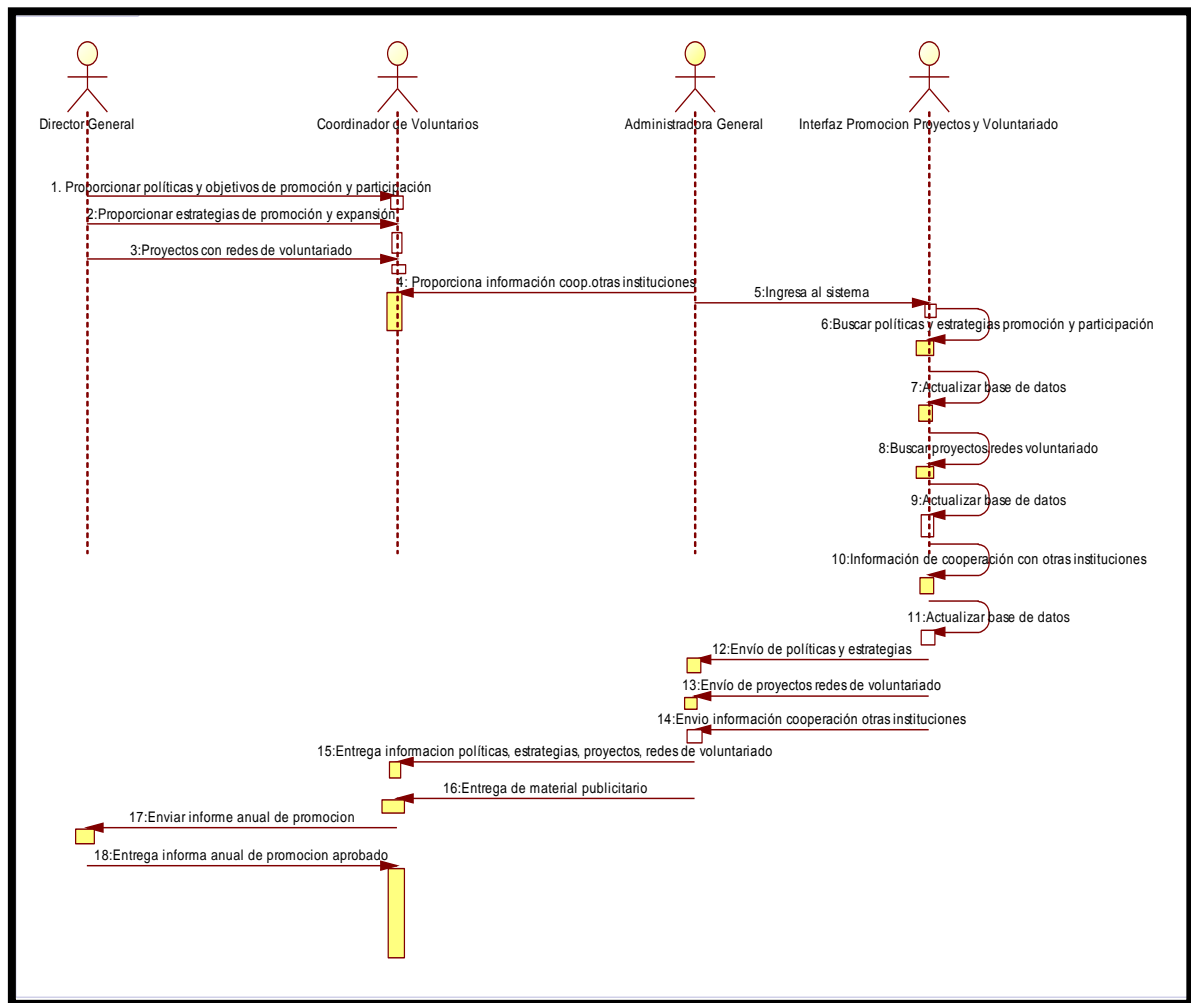 Director General
Coordinador de Voluntarios
Administradora General
Interfaz Promocion Proyectos y Voluntariado
1. Proporcionar políticas y objetivos de promoción y participación
2:Proporcionar estrategias de promoción y expansión
3:Proyectos con redes de voluntariado
4: Proporciona información coop.otras instituciones
5:Ingresa al sistema
6:Buscar políticas y estrategias promoción y participación
7:Actualizar base de datos
8:Buscar proyectos redes voluntariado
9:Actualizar base de datos
10:Información de cooperación con otras instituciones
11:Actualizar base de datos
12:Envío de políticas y estrategias
13:Envío de proyectos redes de voluntariado
14:Envio información cooperación otras instituciones
15:Entrega informacion políticas, estrategias, proyectos, redes de voluntariado
16:Entrega de material publicitario
17:Enviar informe anual de promocion
18:Entrega informa anual de promocion aprobado